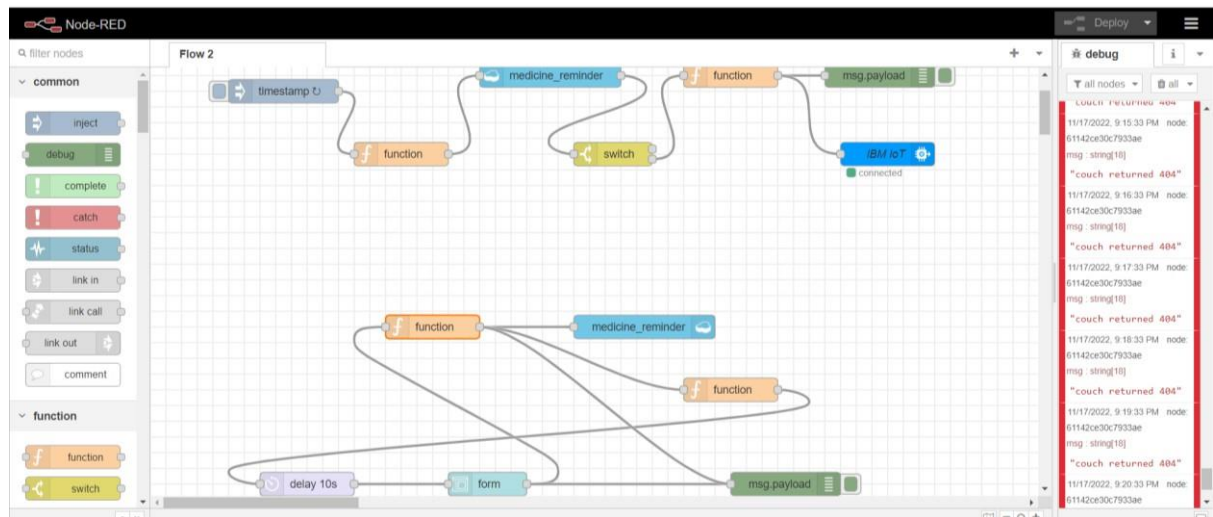 Node-RED
Deploy
filter nodes
Flow 2
debug
i
common
inject
debug
complete
catch
status
link in
link call
link out
comment
function
function
switch
timestamp ↻
function
medicine_reminder
switch
function
msg.payload
IBM IoT
connected
function
medicine_reminder
function
delay 10s
form
msg.payload
all nodes
all
couch returned 404"
11/17/2022, 9:15:33 PM node:
61142ce30c7933ae
msg : string[18]
"couch returned 404"
11/17/2022, 9:16:33 PM node:
61142ce30c7933ae
msg : string[18]
"couch returned 404"
11/17/2022, 9:17:33 PM node:
61142ce30c7933ae
msg : string[18]
"couch returned 404"
11/17/2022, 9:18:33 PM node:
61142ce30c7933ae
msg : string[18]
"couch returned 404"
11/17/2022, 9:19:33 PM node:
61142ce30c7933ae
msg : string[18]
"couch returned 404"
11/17/2022, 9:20:33 PM node:
61142ce30c7933ae